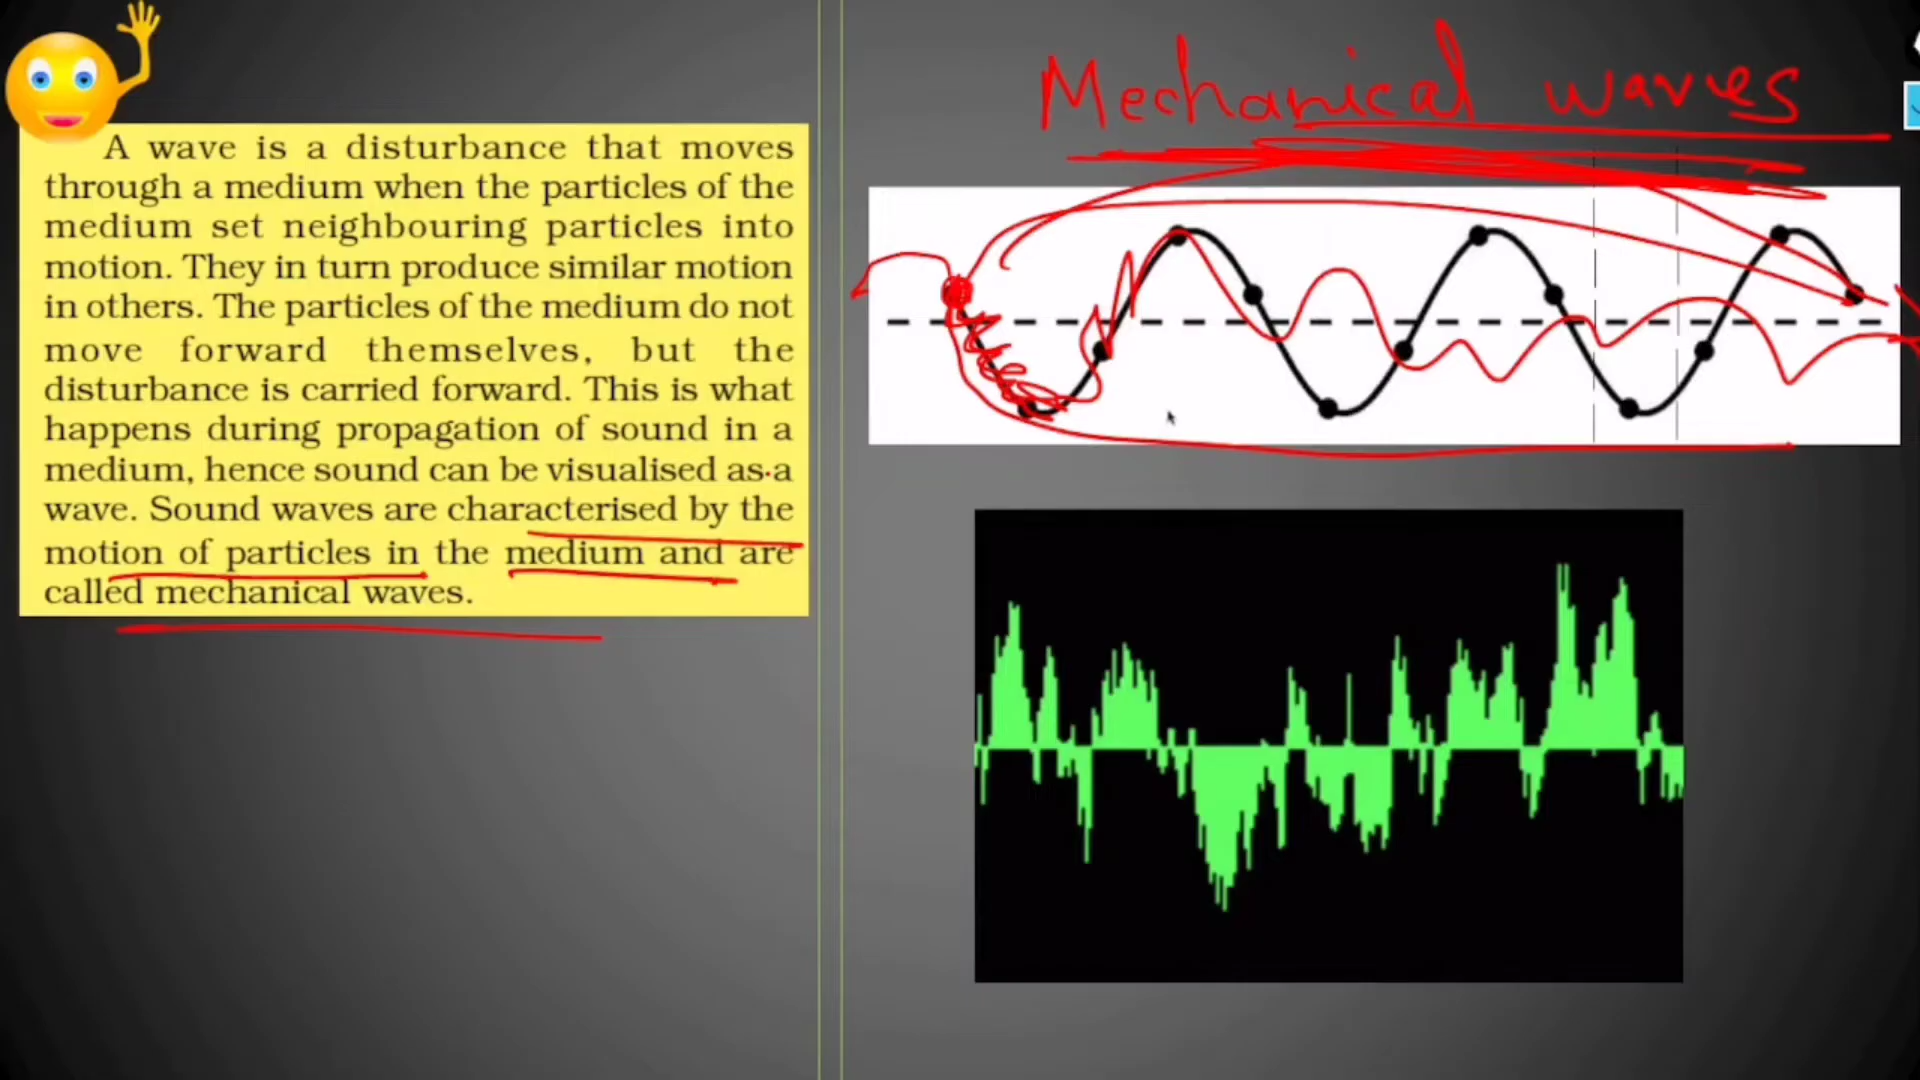 A wave is a disturbance that moves
through a medium when the particles of the
medium set neighbouring particles into
motion. They in turn produce similar motion
in others. The particles of the medium do not
move forward themselves, but the
disturbance is carried forward. This is what
happens during propagation of sound in a
medium, hence sound can be visualised as a
wave. Sound waves are characterised by the
motion of particles in the medium and are
called mechanical waves.
Mechanical waves